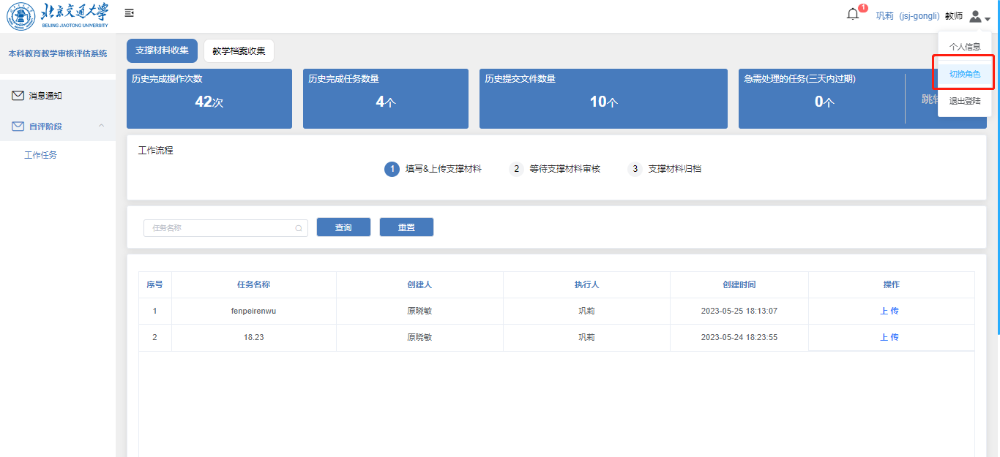 北京交通大学
BEIJING JIAOTONG UNIVERSITY
1
巩莉 (jsj-gongli) 教师
个人信息
切换角色
退出登陆
本科教育教学审核评估系统
消息通知
自评阶段
工作任务
支撑材料收集 教学档案收集
历史完成操作次数
42次
历史完成任务数量
4个
历史提交文件数量
10个
急需处理的任务(三天内过期)
0个
跳
工作流程
1 填写&上传支撑材料 2 等待支撑材料审核 3 支撑材料归档
任务名称 查询 重置
序号 任务名称 创建人 执行人 创建时间 操作
1 fenpeirenwu 原晓敏 巩莉 2023-05-25 18:13:07 上传
2 18.23 原晓敏 巩莉 2023-05-24 18:23:55 上传